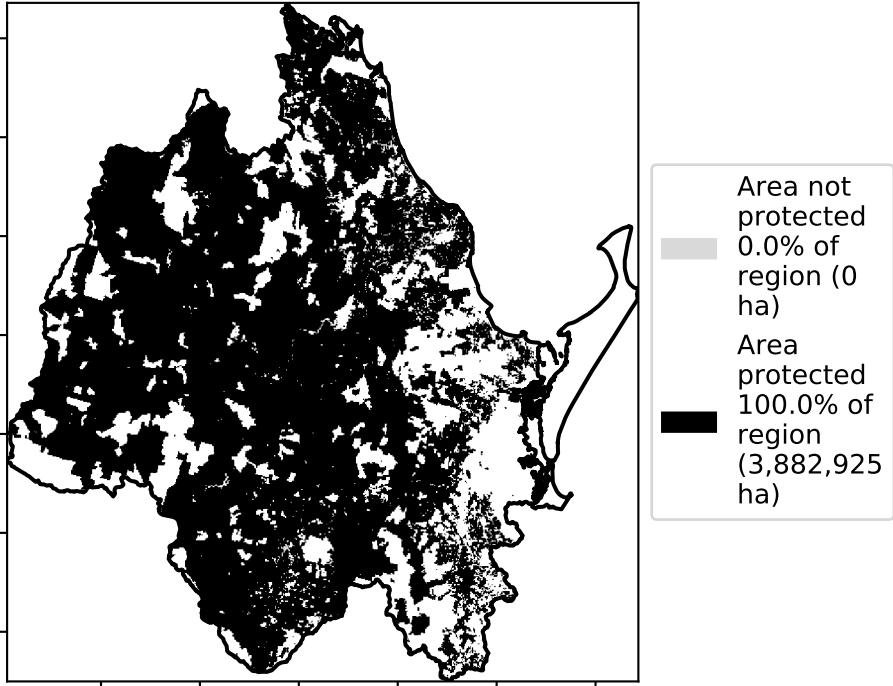 Area not
protected
0.0% of
region (0
ha)
Area
protected
100.0% of
region
(3,882,925
ha)